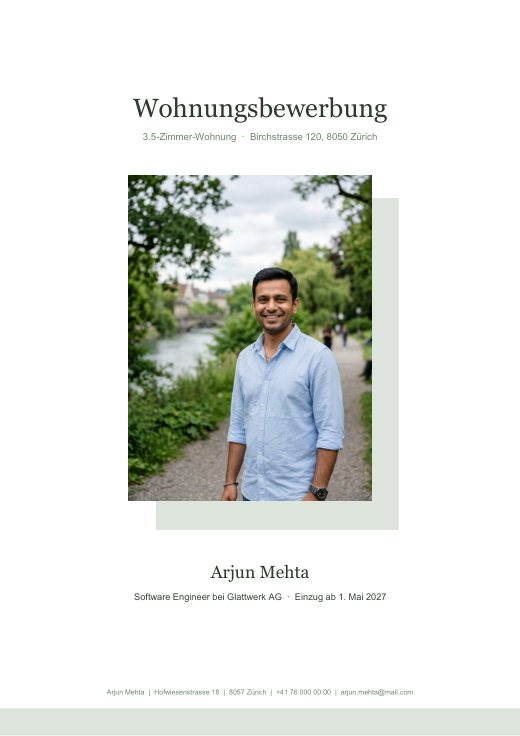 Wohnungsbewerbung
3.5-Zimmer-Wohnung · Birchstrasse 120, 8050 Zürich
Arjun Mehta
Software Engineer bei Glattwerk AG · Einzug ab 1. Mai 2027
Arjun Mehta | Hofwiesenstrasse 18 | 8057 Zürich | +41 76 000 00 00 | arjun.mehta@mail.com